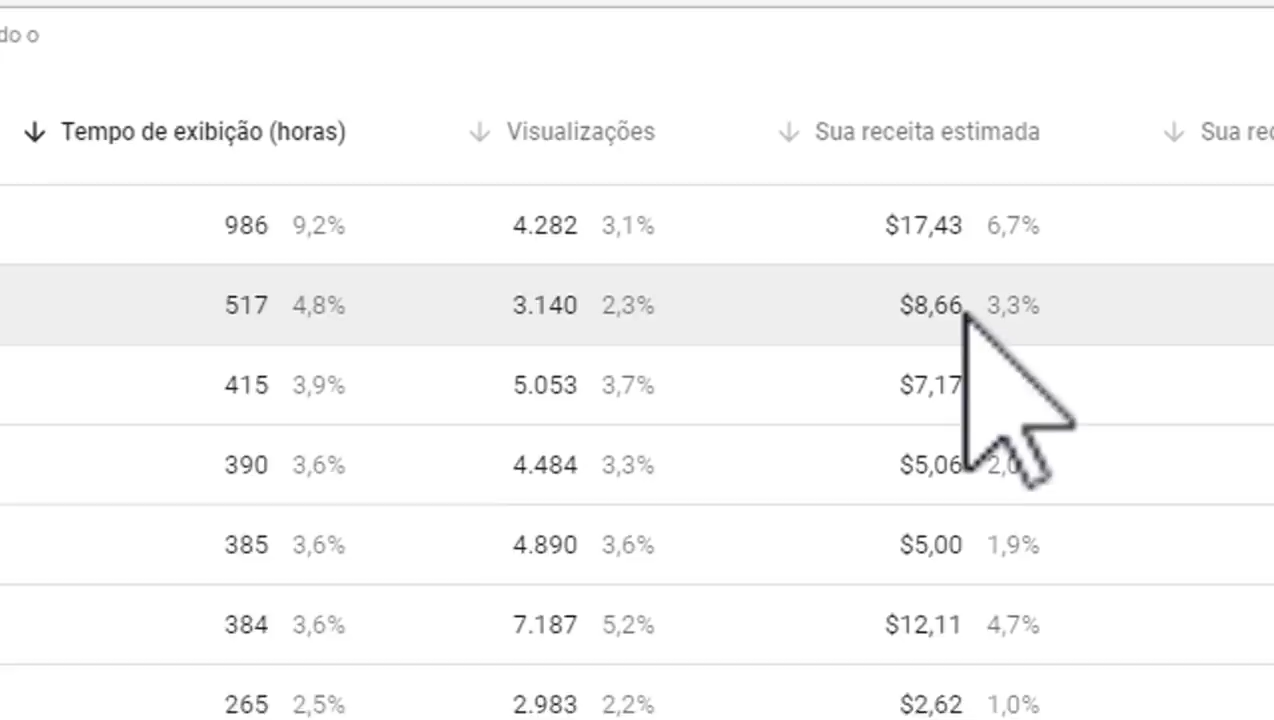 do o
Tempo de exibição (horas) Visualizações Sua receita estimada Sua rec
986 9,2% 4.282 3,1% $17,43 6,7%
517 4,8% 3.140 2,3% $8,66 3,3%
415 3,9% 5.053 3,7% $7,17
390 3,6% 4.484 3,3% $5,06
385 3,6% 4.890 3,6% $5,00 1,9%
384 3,6% 7.187 5,2% $12,11 4,7%
265 2,5% 2.983 2,2% $2,62 1,0%